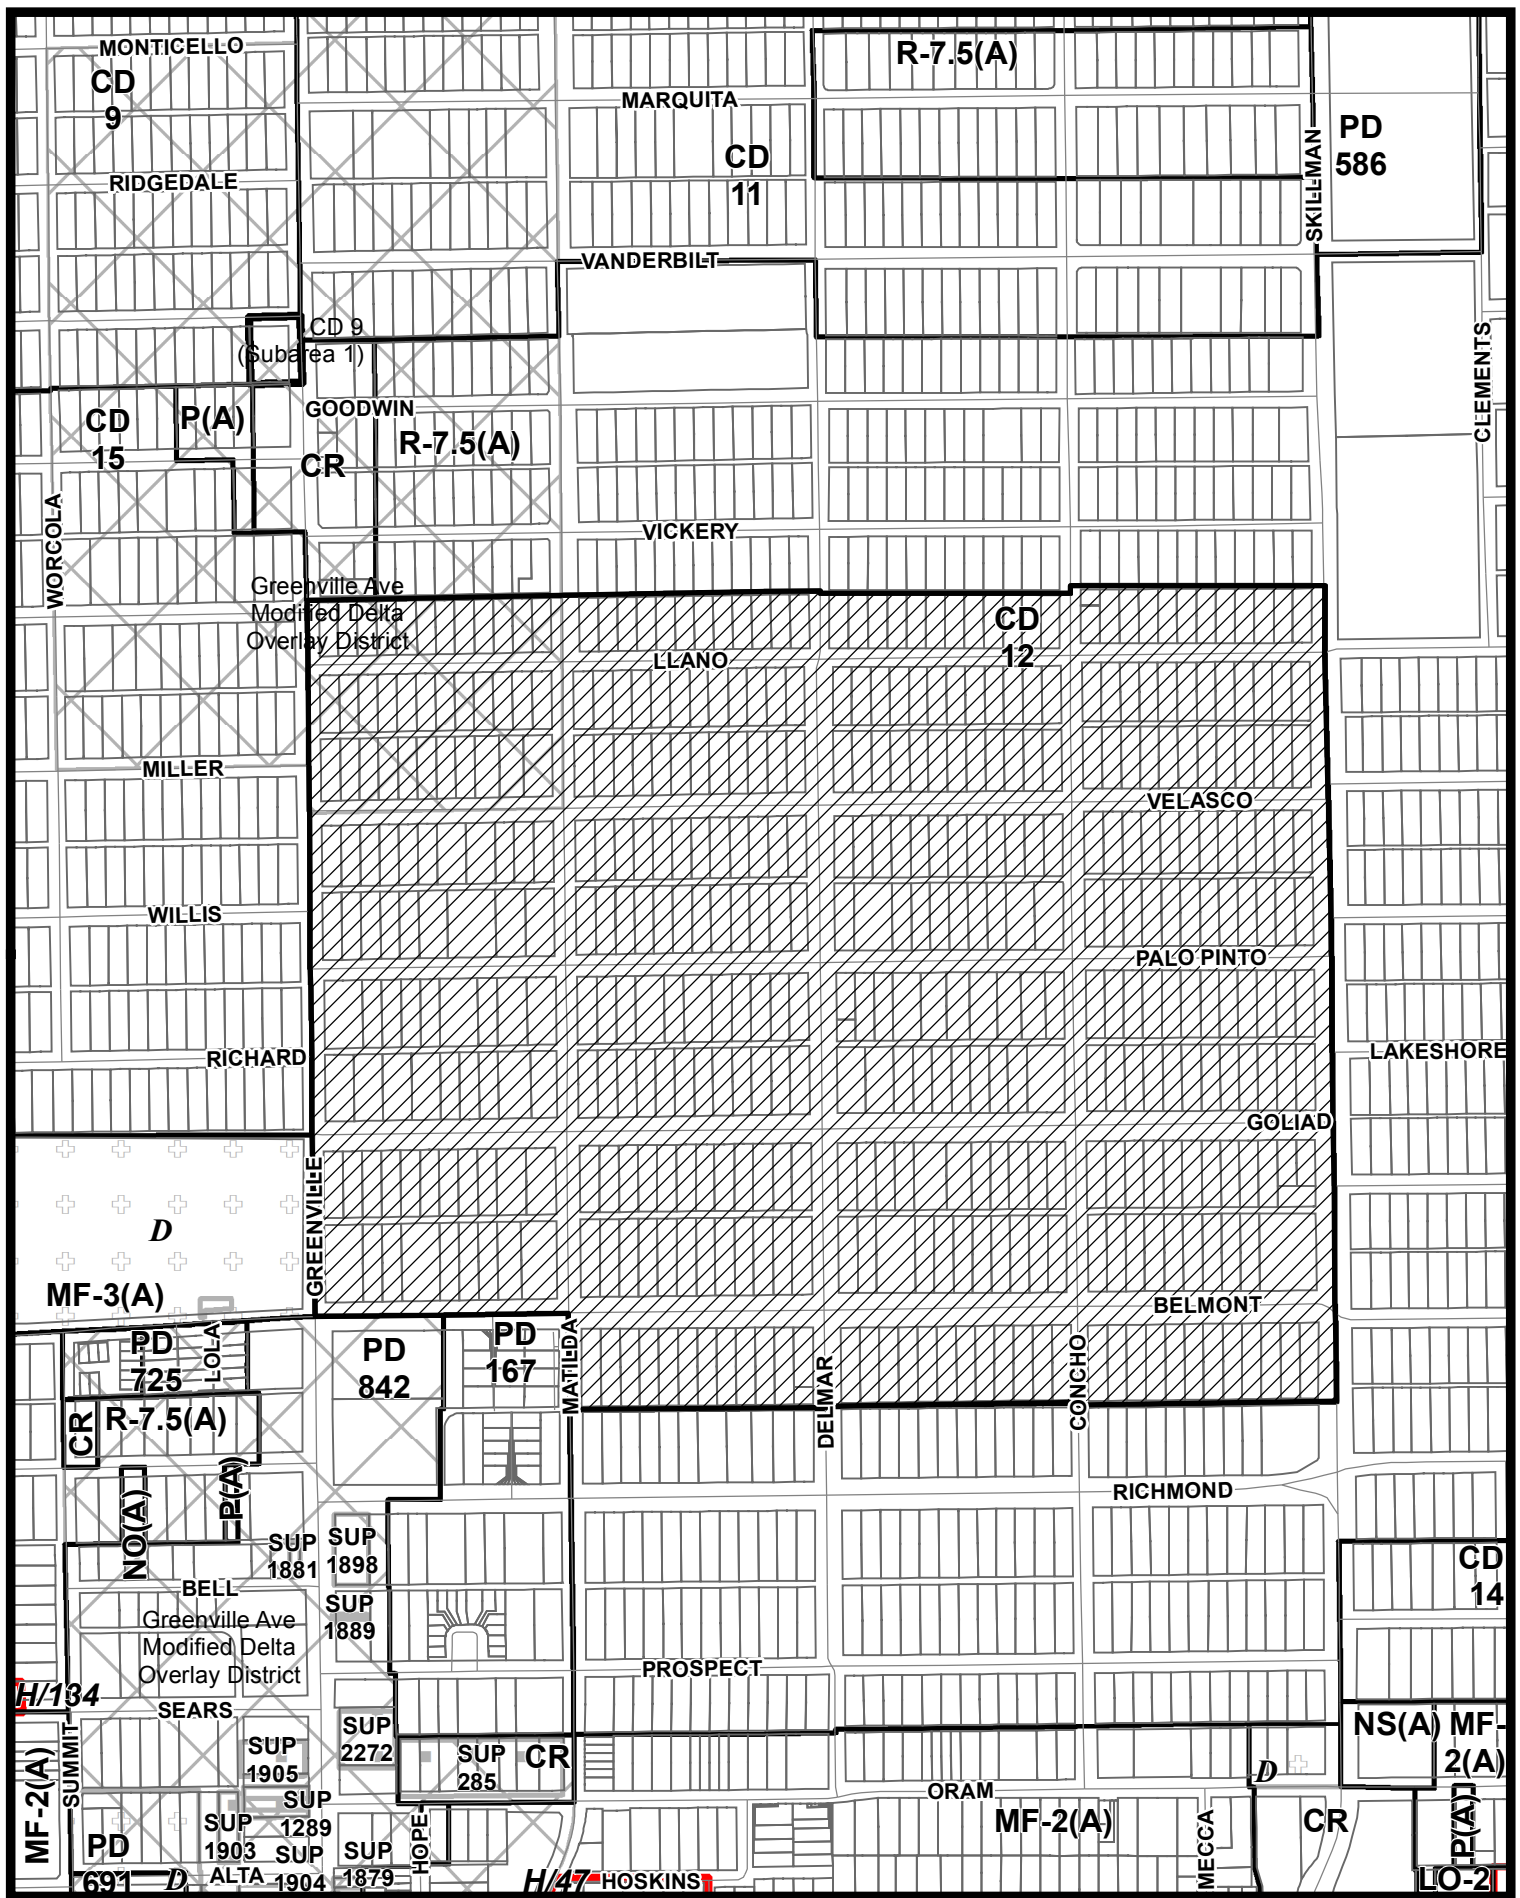 MONTICELLO
CD
9
R-7.5(A)
MARQUITA
CD
11
PD
586
SKILLMAN
RIDGEDALE
VANDERBILT
CD 9
(Subarea 1)
CLEMENTS
CD
15
P(A)
GOODWIN
CR
R-7.5(A)
WORCOLA
VICKERY
Greenville Ave
Modified Delta
Overlay District
CD
12
LLANO
MILLER
VELASCO
WILLIS
PALO PINTO
RICHARD
LAKESHORE
GOLIAD
GREENVILLE
D
MF-3(A)
BELMONT
PD
725
LOLA
PD
842
PD
167
MATILDA
DELMAR
CONCHO
CR
R-7.5(A)
NO(A)
P(A)
RICHMOND
SUP
1881
SUP
1898
CD
14
BELL
SUP
1889
Greenville Ave
Modified Delta
Overlay District
PROSPECT
H/134
SEARS
SUMMIT
MF-2(A)
SUP
1905
SUP
2272
SUP
285
CR
NS(A)
MF-
2(A)
D
ORAM
SUP
1289
SUP
1903
HOPE
MF-2(A)
MECCA
CR
P(A)
PD
691
D
ALTA
SUP
1904
SUP
1879
H/47
HOSKINS
LO-2